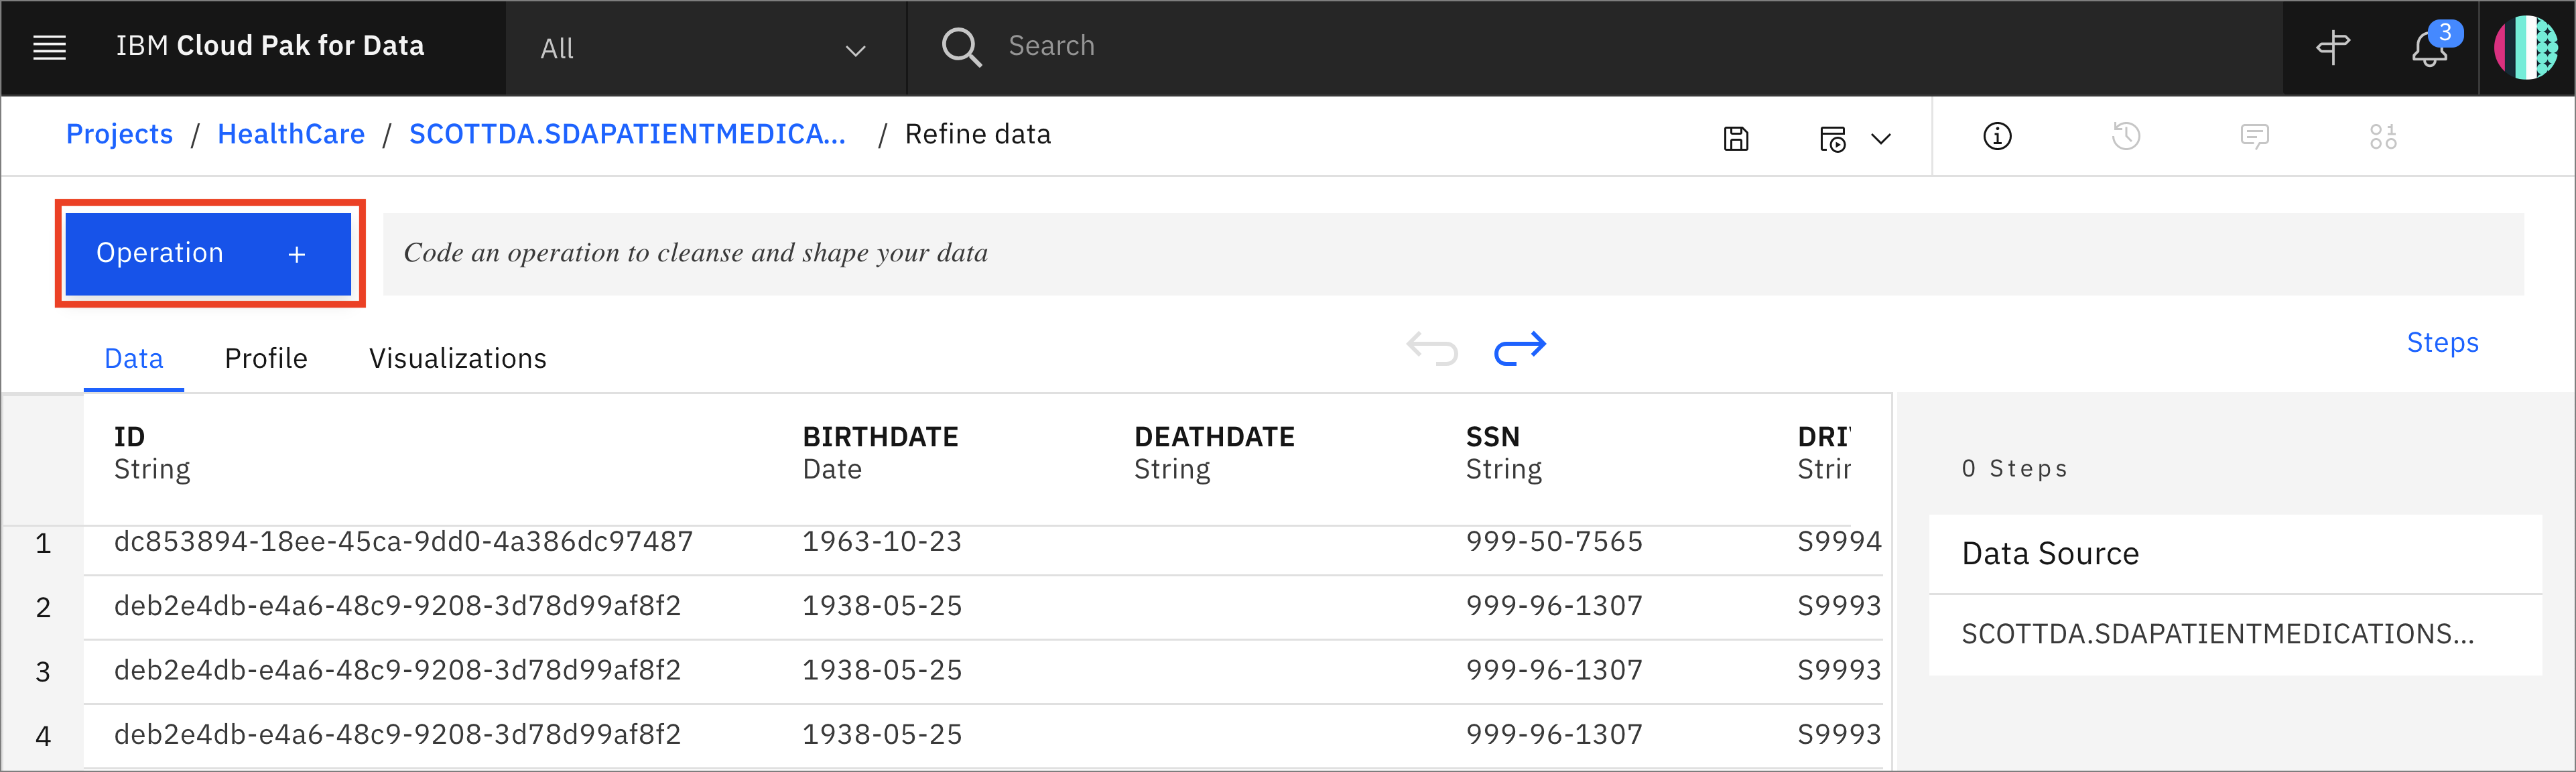 IBM Cloud Pak for Data All Search 3
Projects / HealthCare / SCOTTDA.SDAPATIENTMEDICA... / Refine data
Operation + Code an operation to cleanse and shape your data
Data Profile Visualizations Steps
ID BIRTHDATE DEATHDATE SSN DRI
String Date String String Strin
0 Steps
1 dc853894-18ee-45ca-9dd0-4a386dc97487 1963-10-23 999-50-7565 S9994
Data Source
2 deb2e4db-e4a6-48c9-9208-3d78d99af8f2 1938-05-25 999-96-1307 S9993
SCOTTDA.SDAPATIENTMEDICATIONS...
3 deb2e4db-e4a6-48c9-9208-3d78d99af8f2 1938-05-25 999-96-1307 S9993
4 deb2e4db-e4a6-48c9-9208-3d78d99af8f2 1938-05-25 999-96-1307 S9993